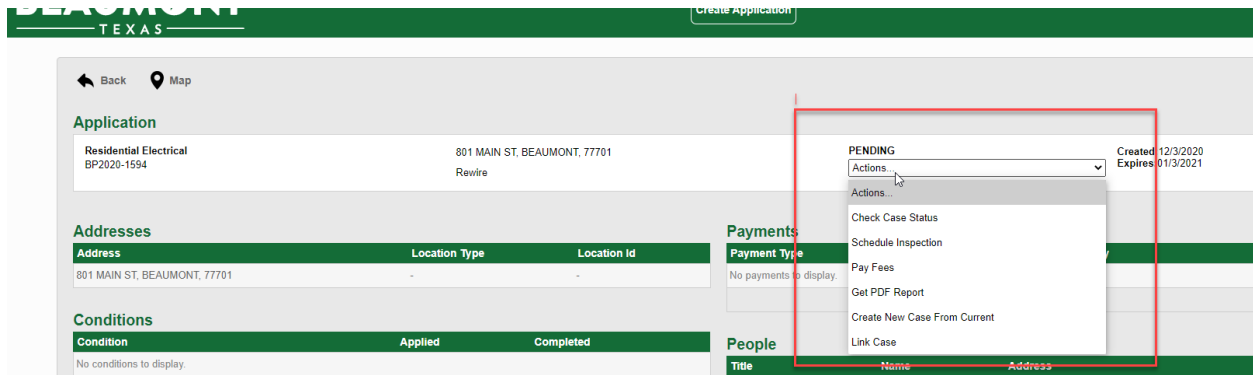 BEAUMONT
TEXAS
Create Application
Back
Map
Application
Residential Electrical
BP2020-1594
801 MAIN ST, BEAUMONT, 77701
Rewire
PENDING
Actions...
Created 12/3/2020
Expires 01/3/2021
Actions...
Check Case Status
Schedule Inspection
Pay Fees
Get PDF Report
Create New Case From Current
Link Case
Addresses
Address Location Type Location Id
801 MAIN ST, BEAUMONT, 77701 - -
Payments
Payment Type
No payments to display.
Conditions
Condition Applied Completed
No conditions to display.
People
Title Name Address